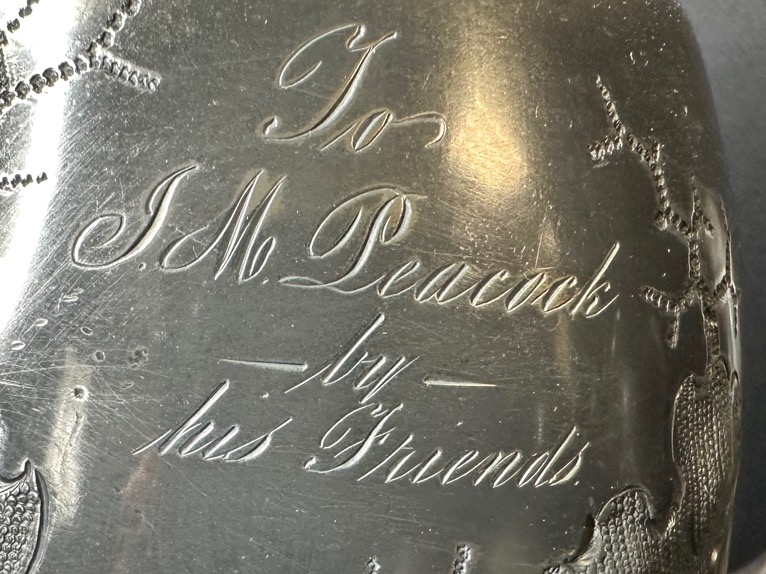 To
J. M. Peacock
— by —
his Friends.